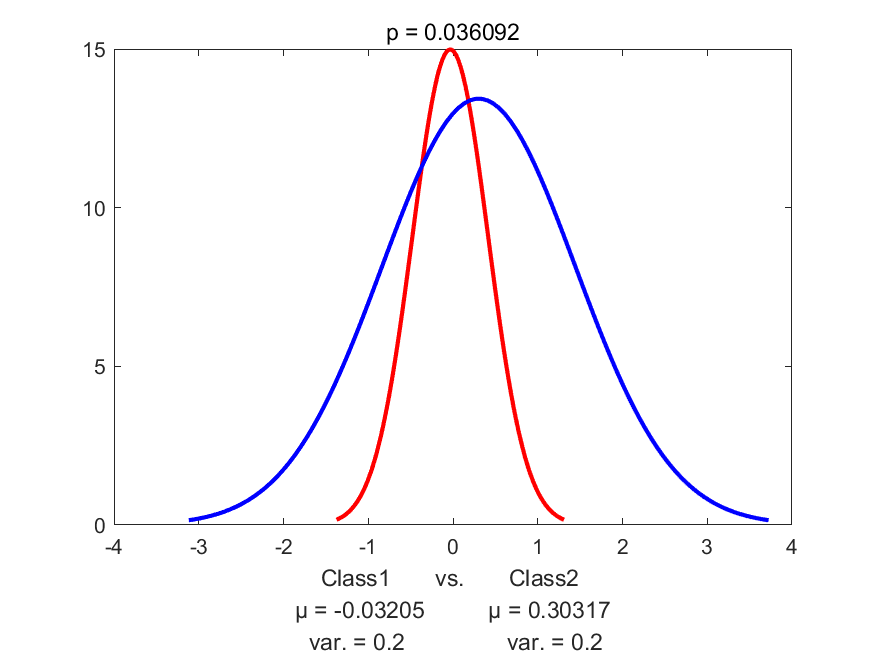 p = 0.036092
15
10
5
0
-4 -3 -2 -1 0 1 2 3 4
Class1 vs. Class2
μ = -0.03205 μ = 0.30317
var. = 0.2 var. = 0.2